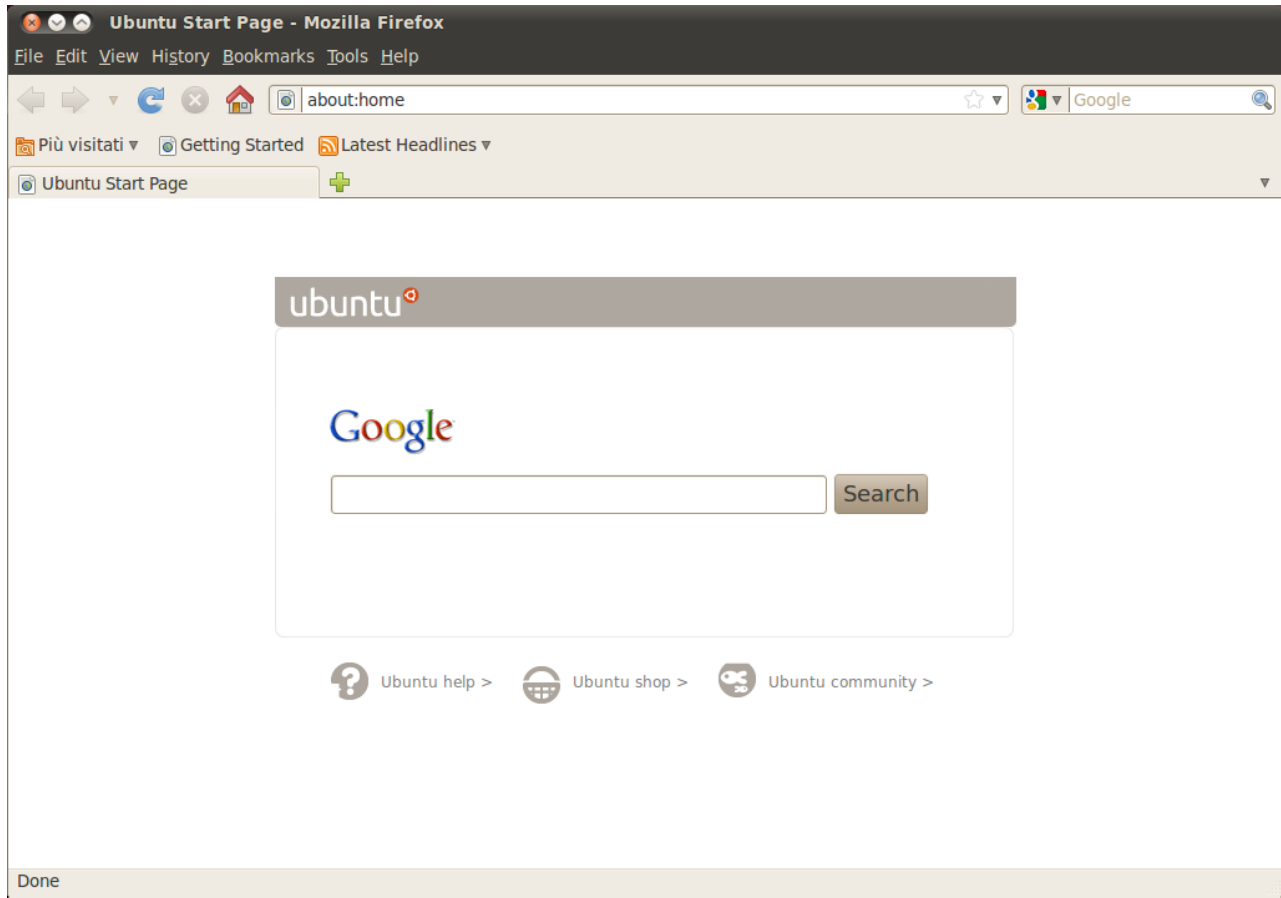 Ubuntu Start Page - Mozilla Firefox
File Edit View History Bookmarks Tools Help
about:home
Google
Più visitati
Getting Started
Latest Headlines
Ubuntu Start Page
ubuntu
Google
Search
Ubuntu help >
Ubuntu shop >
Ubuntu community >
Done